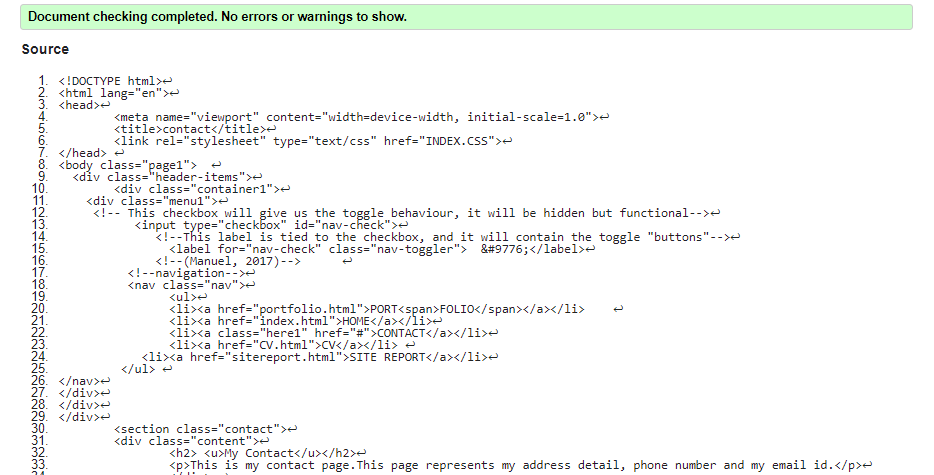 Document checking completed. No errors or warnings to show.
Source
1. <!DOCTYPE html>↩
2. <html lang="en">↩
3. <head>↩
4. <meta name="viewport" content="width=device-width, initial-scale=1.0">↩
5. <title>contact</title>↩
6. <link rel="stylesheet" type="text/css" href="INDEX.CSS">↩
7. </head> ↩
8. <body class="page1">  ↩
9. <div class="header-items">↩
10. <div class="container1">↩
11. <div class="menu1">↩
12. <!-- This checkbox will give us the toggle behaviour, it will be hidden but functional-->↩
13. <input type="checkbox" id="nav-check">↩
14. <!--This label is tied to the checkbox, and it will contain the toggle "buttons"-->↩
15. <label for="nav-check" class="nav-toggler">  &#9776;</label>↩
16. <!--(Manuel, 2017)-->      ↩
17. <!--navigation-->↩
18. <nav class="nav">↩
19. <ul>↩
20. <li><a href="portfolio.html">PORT<span>FOLIO</span></a></li>    ↩
21. <li><a href="index.html">HOME</a></li>↩
22. <li><a class="here1" href="#">CONTACT</a></li>↩
23. <li><a href="CV.html">CV</a></li> ↩
24. <li><a href="sitereport.html">SITE REPORT</a></li>↩
25. </ul> ↩
26. </nav>↩
27. </div>↩
28. </div>↩
29. </div>↩
30. <section class="contact">↩
31. <div class="content">↩
32. <h2> <u>My Contact</u></h2>↩
33. <p>This is my contact page.This page represents my address detail, phone number and my email id.</p>↩